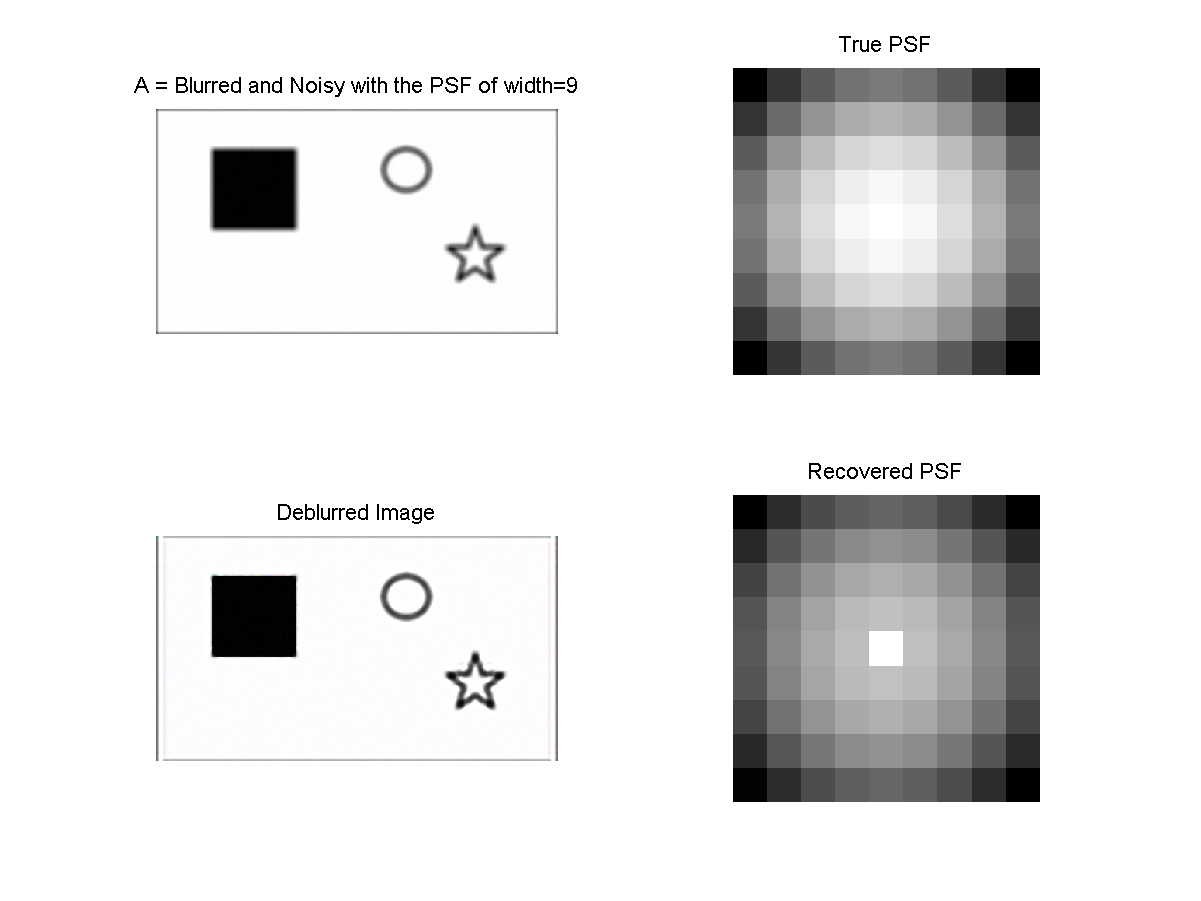 A = Blurred and Noisy with the PSF of width=9
True PSF
Deblurred Image
Recovered PSF